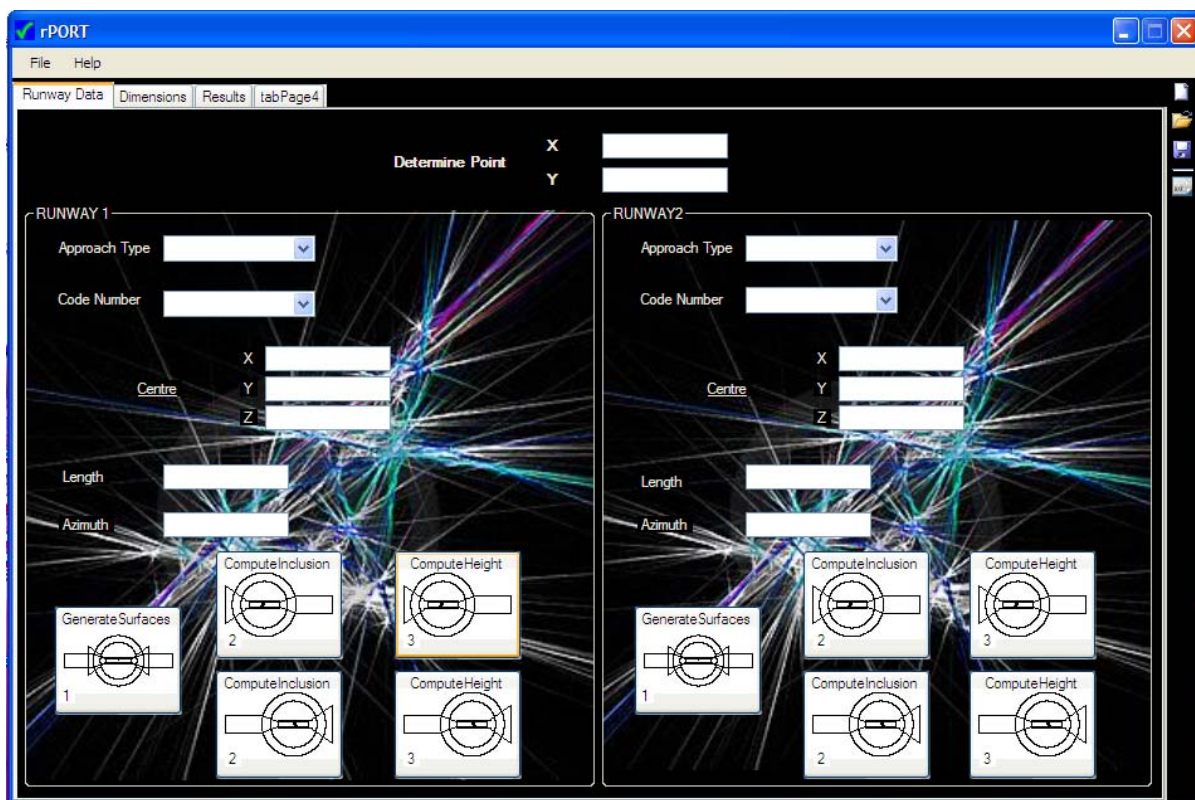 rPORT
File Help
Runway Data Dimensions Results tabPage4
Determine Point
X
Y
RUNWAY 1
Approach Type
Code Number
Centre
X
Y
Z
Length
Azimuth
ComputeInclusion
2
ComputeHeight
3
GenerateSurfaces
1
ComputeInclusion
2
ComputeHeight
3
RUNWAY2
Approach Type
Code Number
Centre
X
Y
Z
Length
Azimuth
ComputeInclusion
2
ComputeHeight
3
GenerateSurfaces
1
ComputeInclusion
2
ComputeHeight
3